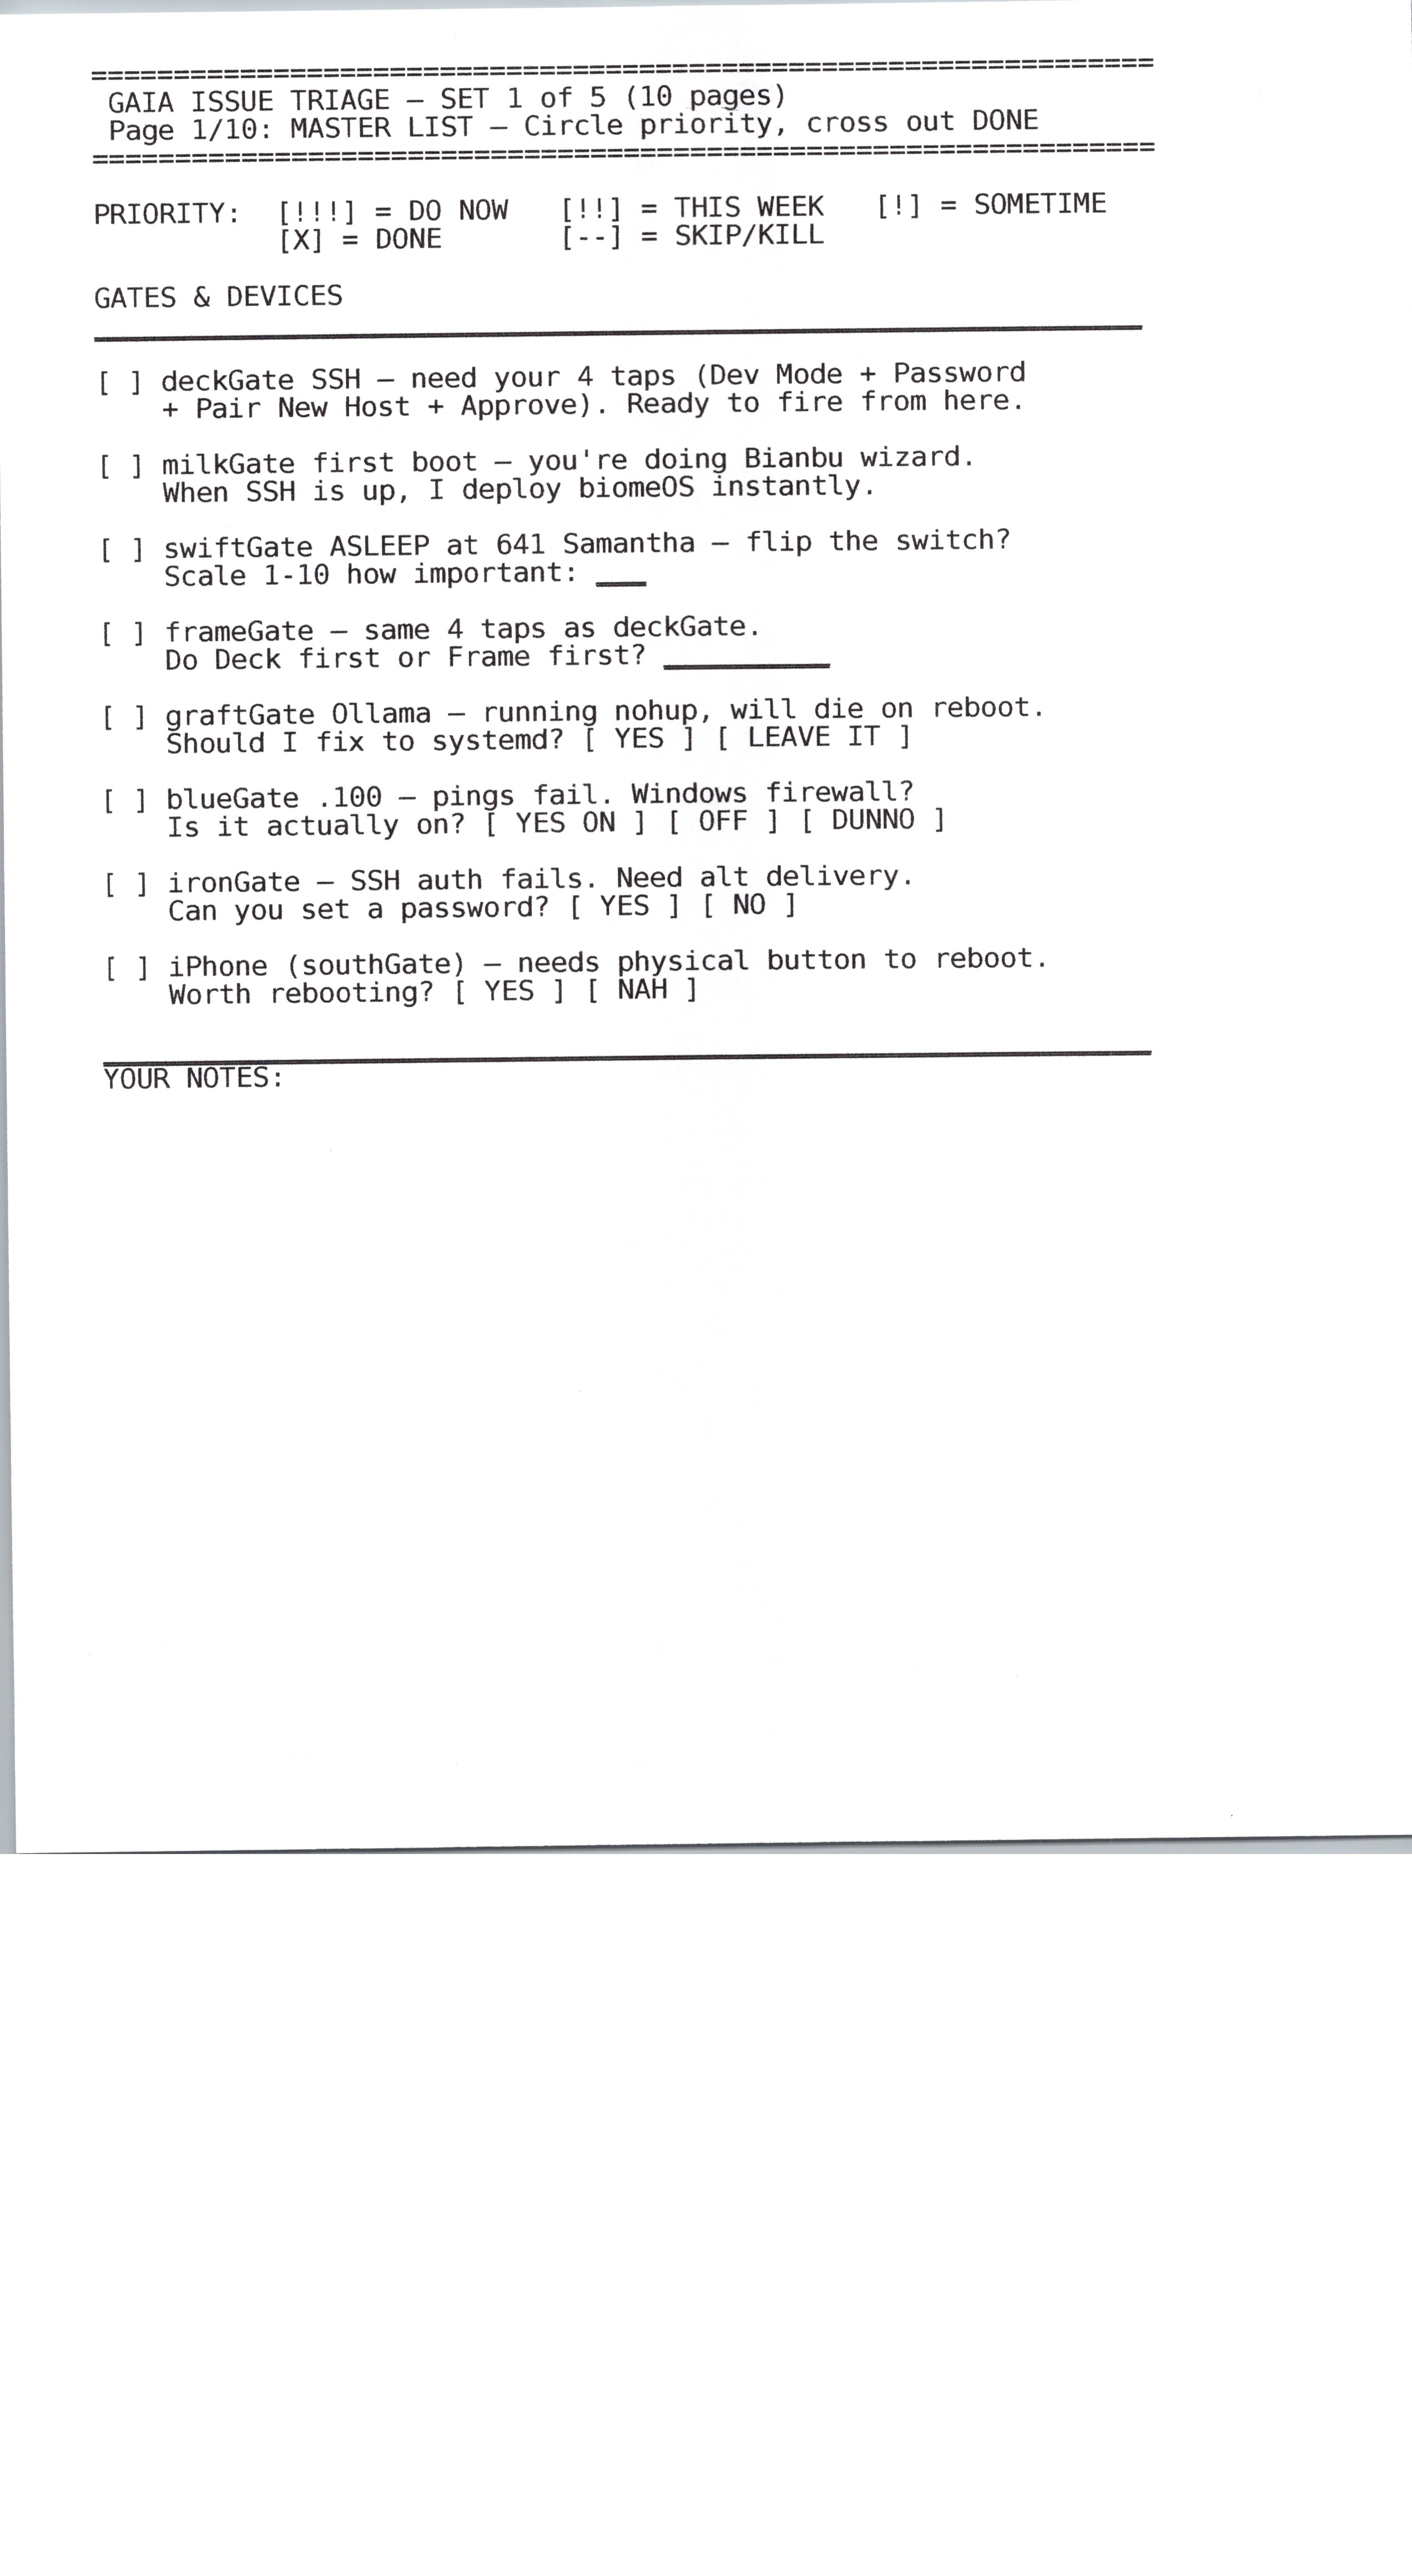 ================================================================
GAIA ISSUE TRIAGE — SET 1 of 5 (10 pages)
Page 1/10: MASTER LIST — Circle priority, cross out DONE
================================================================
PRIORITY: [!!!] = DO NOW [!!] = THIS WEEK [!] = SOMETIME
[X] = DONE [--] = SKIP/KILL
GATES & DEVICES
[ ] deckGate SSH — need your 4 taps (Dev Mode + Password
+ Pair New Host + Approve). Ready to fire from here.
[ ] milkGate first boot — you're doing Bianbu wizard.
When SSH is up, I deploy biomeOS instantly.
[ ] swiftGate ASLEEP at 641 Samantha — flip the switch?
Scale 1-10 how important: ___
[ ] frameGate — same 4 taps as deckGate.
Do Deck first or Frame first? __________
[ ] graftGate Ollama — running nohup, will die on reboot.
Should I fix to systemd? [ YES ] [ LEAVE IT ]
[ ] blueGate .100 — pings fail. Windows firewall?
Is it actually on? [ YES ON ] [ OFF ] [ DUNNO ]
[ ] ironGate — SSH auth fails. Need alt delivery.
Can you set a password? [ YES ] [ NO ]
[ ] iPhone (southGate) — needs physical button to reboot.
Worth rebooting? [ YES ] [ NAH ]
YOUR NOTES: